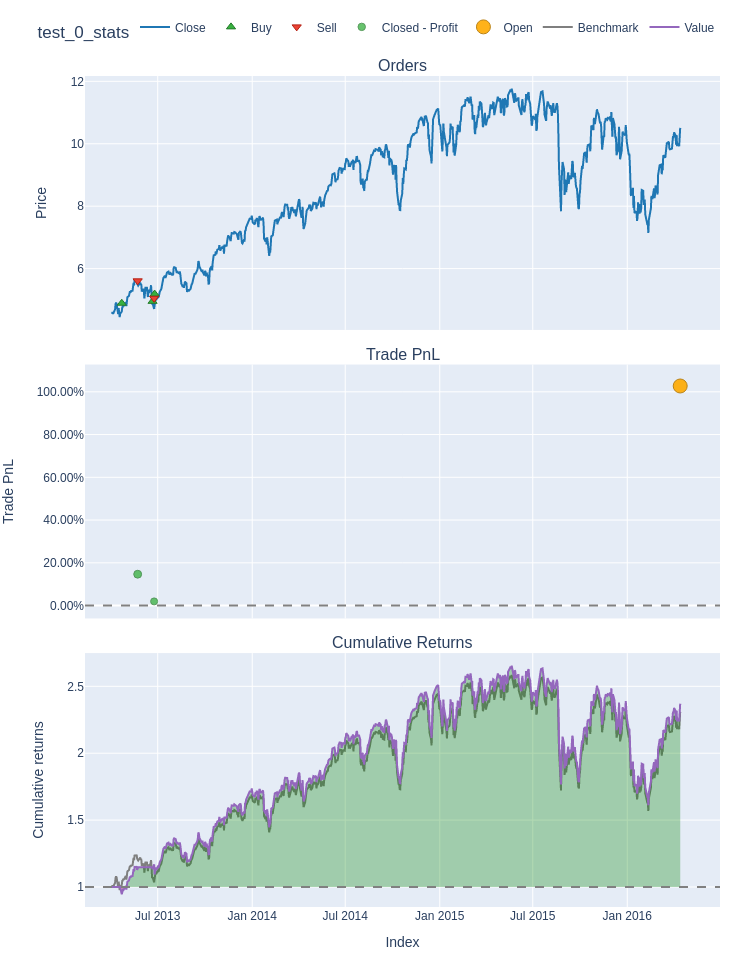 test_0_stats
Close Buy Sell Closed - Profit Open Benchmark Value
Orders
12
10
8
6
Price
Trade PnL
100.00%
80.00%
60.00%
40.00%
20.00%
0.00%
Trade PnL
Cumulative Returns
2.5
2
1.5
1
Cumulative returns
Jul 2013 Jan 2014 Jul 2014 Jan 2015 Jul 2015 Jan 2016
Index